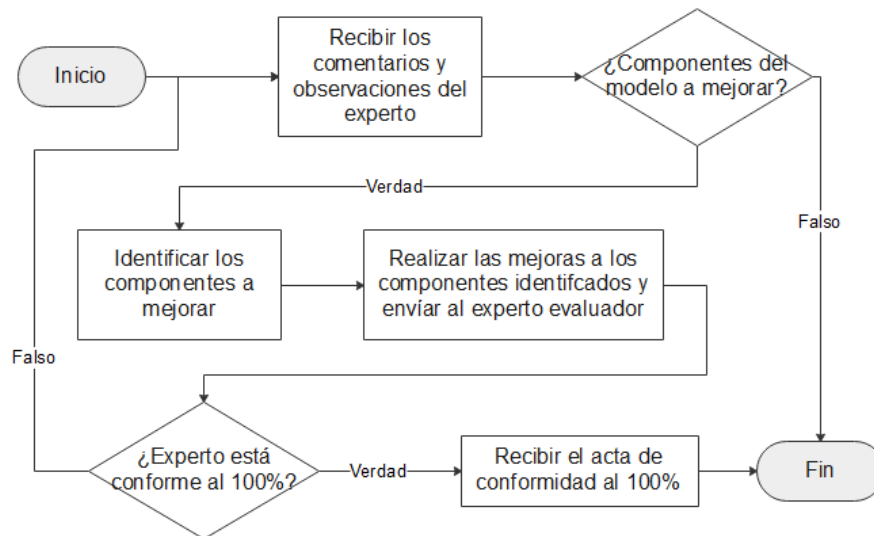 Inicio
Recibir los
comentarios y
observaciones del
experto
¿Componentes del
modelo a mejorar?
Verdad
Falso
Identificar los
componentes a
mejorar
Realizar las mejoras a los
componentes identifcados y
envíar al experto evaluador
Falso
¿Experto está
conforme al 100%?
Verdad
Recibir el acta de
conformidad al 100%
Fin